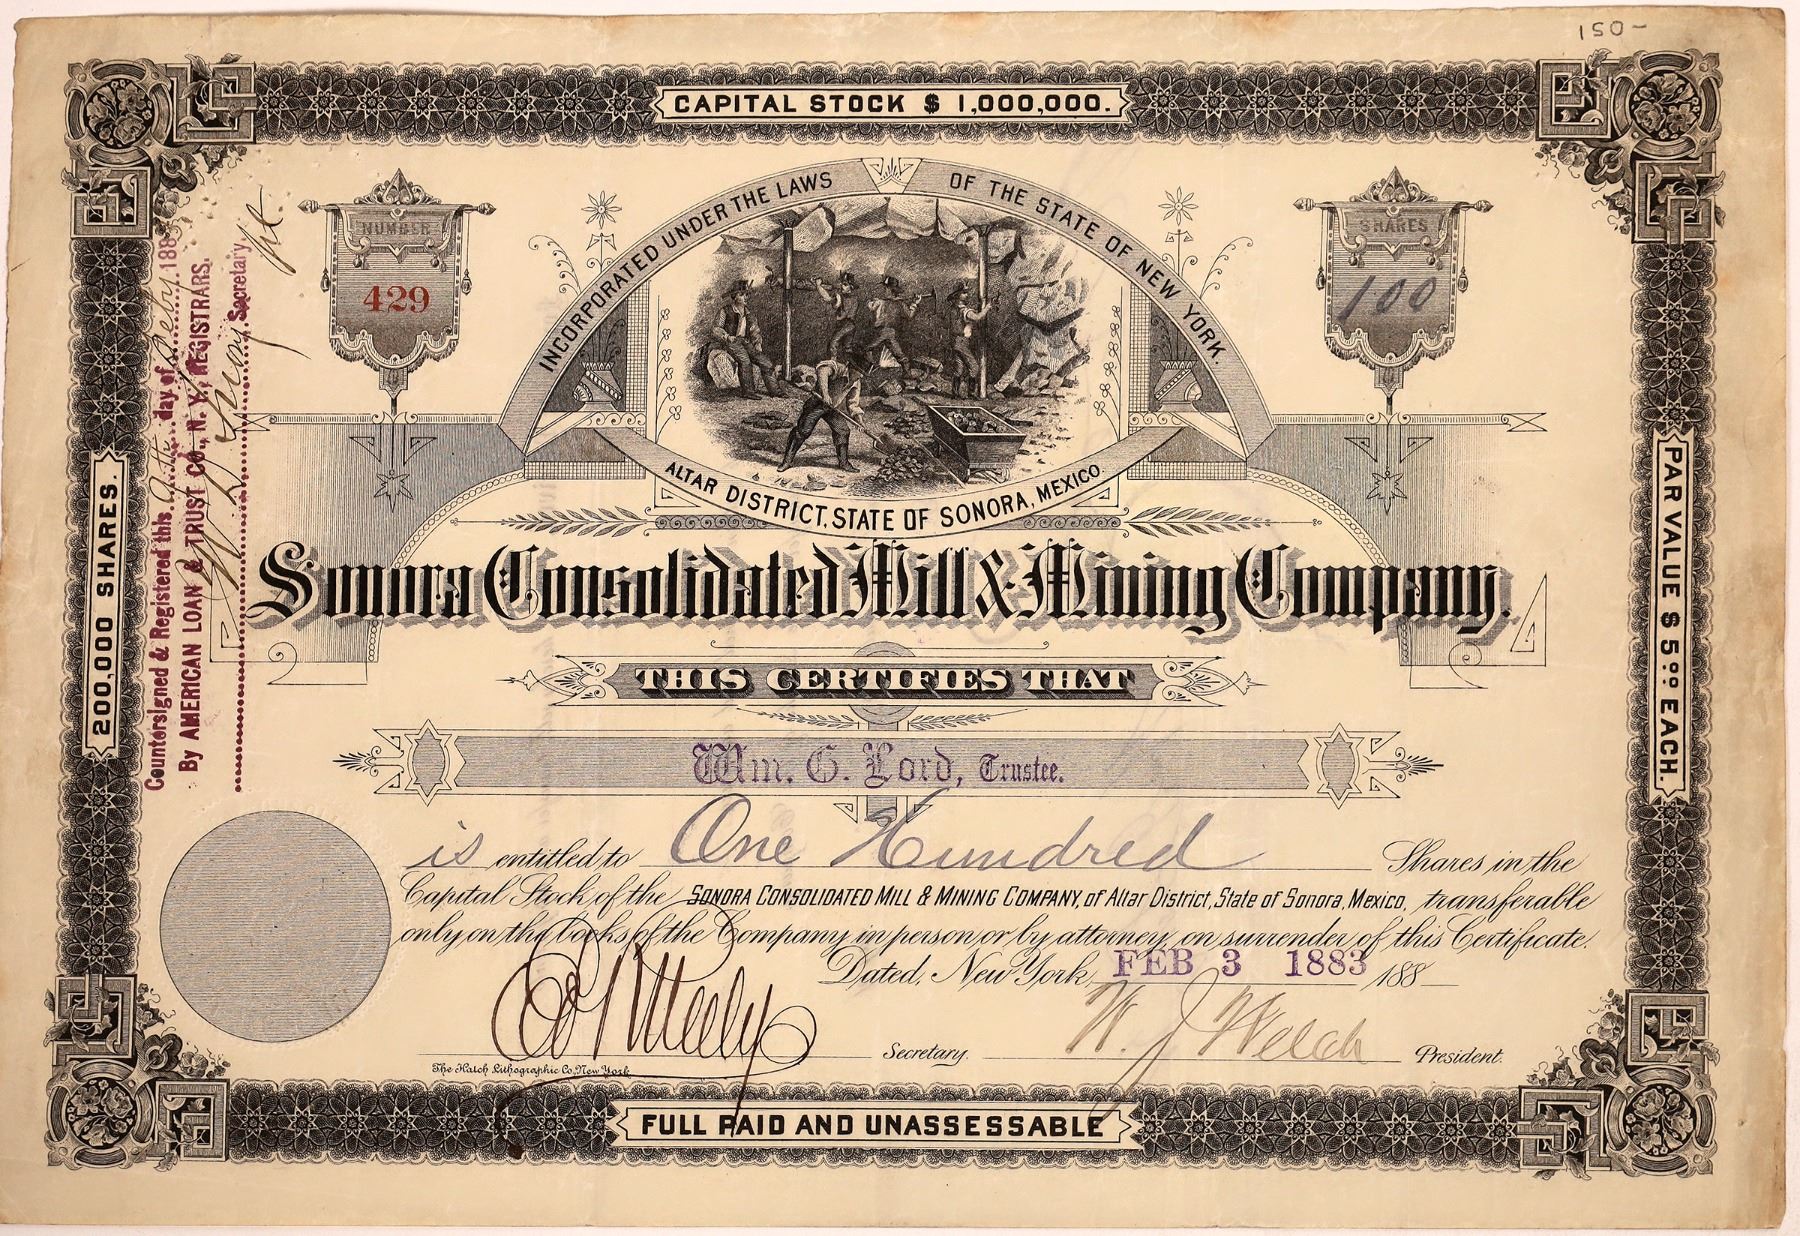 150-
CAPITAL STOCK $ 1,000,000.
INCORPORATED UNDER THE LAWS OF THE STATE OF NEW YORK.
NUMBER
429
SHARES
100
ALTAR DISTRICT, STATE OF SONORA, MEXICO.
Sonora Consolidated Mill & Mining Company.
THIS CERTIFIES THAT
Wm. G. Lord, Trustee.
is entitled to One Hundred Shares in the
Capital Stock of the SONORA CONSOLIDATED MILL & MINING COMPANY, of Altar District, State of Sonora, Mexico, transferable
only on the books of the Company in person or by attorney on surrender of this Certificate.
Dated, New York, FEB 3 1883 188
Secretary.
W. J. Welch President.
The Hatch Lithographic Co, New York
FULL PAID AND UNASSESSABLE
200,000 SHARES.
PAR VALUE $ 5.00 EACH.
Countersigned & Registered this 9th day of Feby. 188
By AMERICAN LOAN & TRUST Co., N. Y., REGISTRARS.
Secretary.